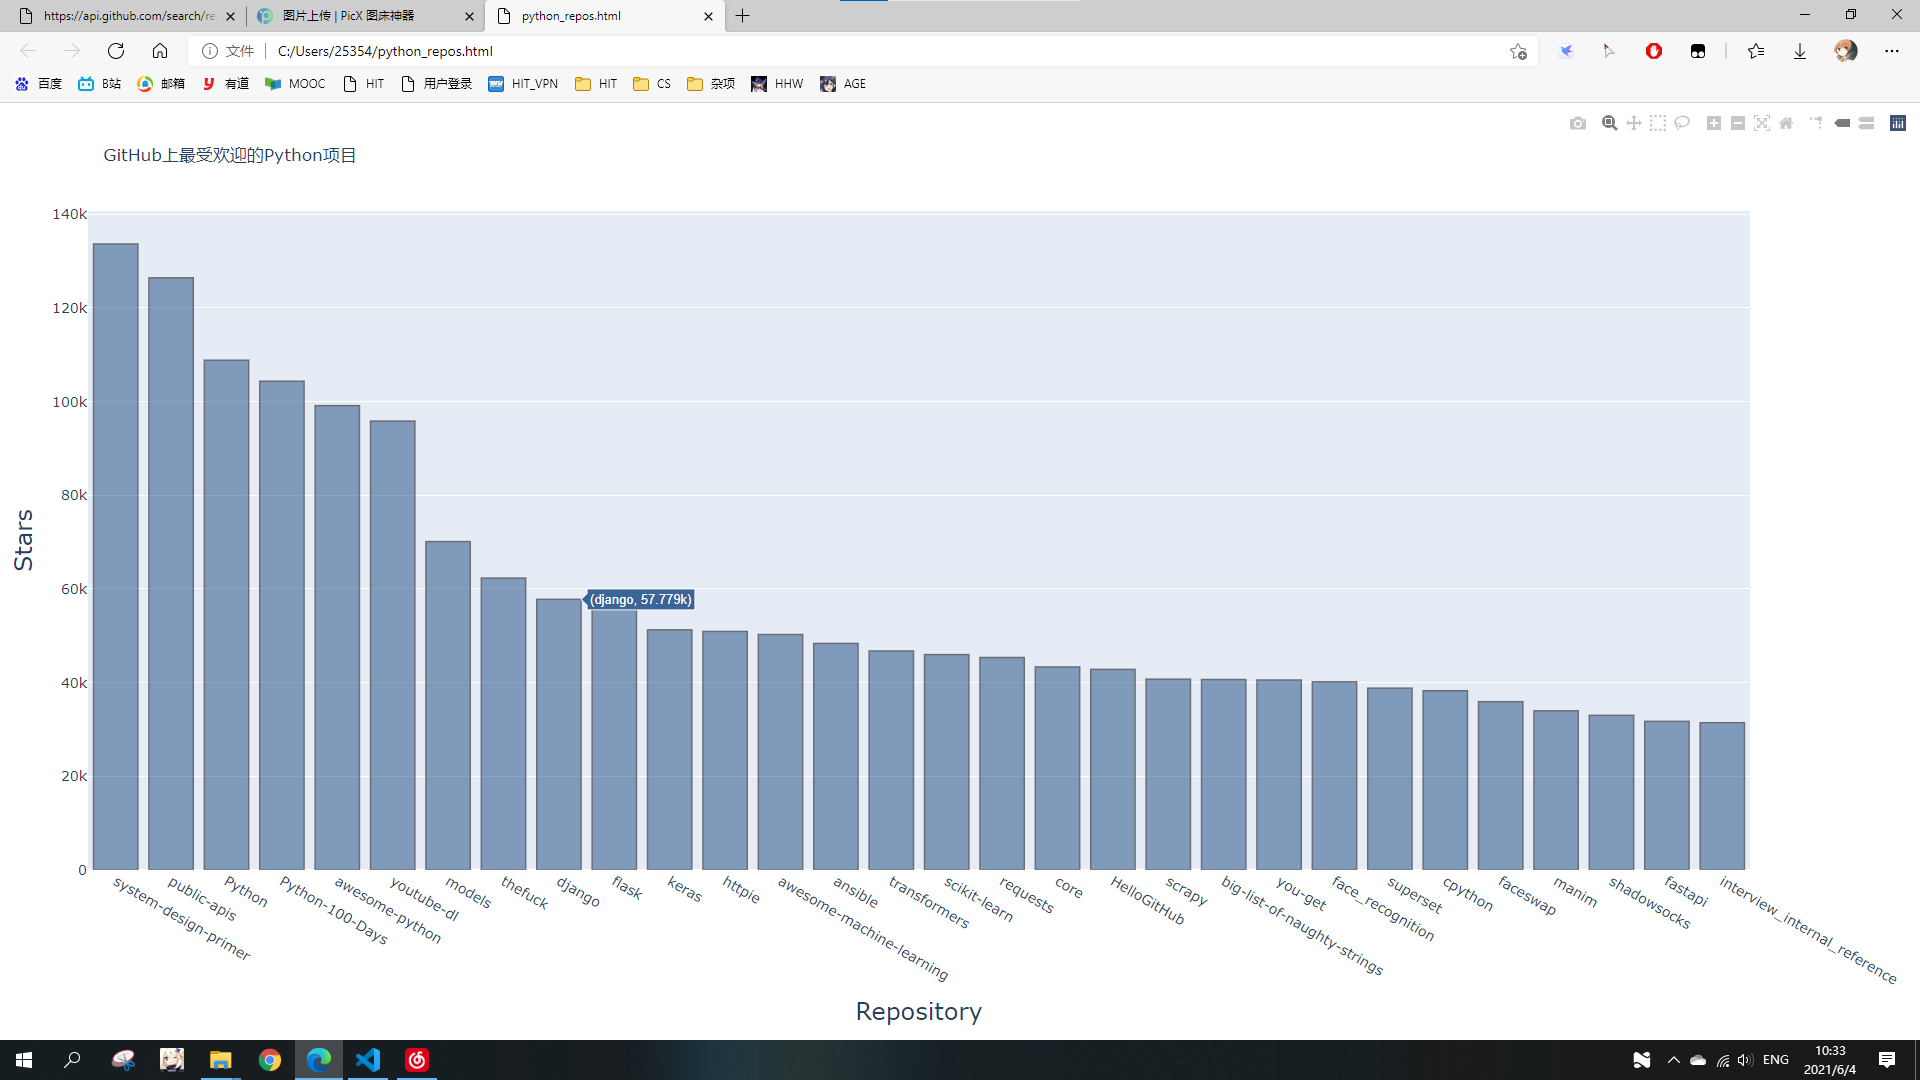 https://api.github.com/search/re
图片上传 | PicX 图床神器
python_repos.html
文件
C:/Users/25354/python_repos.html
百度
B站
邮箱
有道
MOOC
HIT
用户登录
HIT_VPN
HIT
CS
杂项
HHW
AGE
GitHub上最受欢迎的Python项目
140k
120k
100k
80k
60k
40k
20k
0
Stars
(django, 57.779k)
system-design-primer
public-apis
Python
Python-100-Days
awesome-python
youtube-dl
models
thefuck
django
flask
keras
httpie
awesome-machine-learning
ansible
transformers
scikit-learn
requests
core
HelloGitHub
scrapy
big-list-of-naughty-strings
you-get
face_recognition
superset
cpython
faceswap
manim
shadowsocks
fastapi
interview_internal_reference
Repository
ENG
10:33
2021/6/4